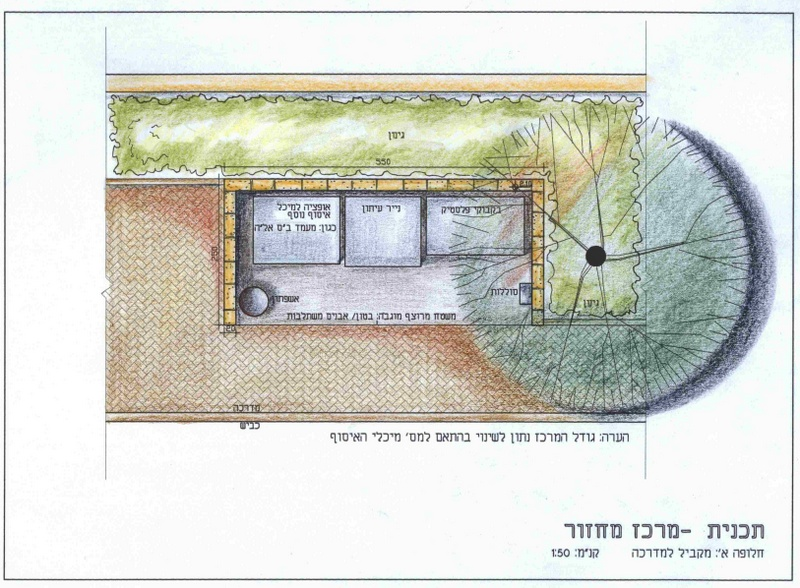 גינון
550
אופציה למיכל
איסוף נוסף
כגון: מעמד ב"ס אל"ה
נייר עיתון
בקבוקי פלסטיק
אשפתון
סוללות
גינון
משטח מרוצף מוגבה: בטון/ אבנים משתלבות
20
מדרכה
כביש
הערה: גודל המרכז נתון לשינוי בהתאם למס' מיכלי האיסוף
תכנית -מרכז מחזור
חלופה א': מקביל למדרכה קנ"מ: 1:50